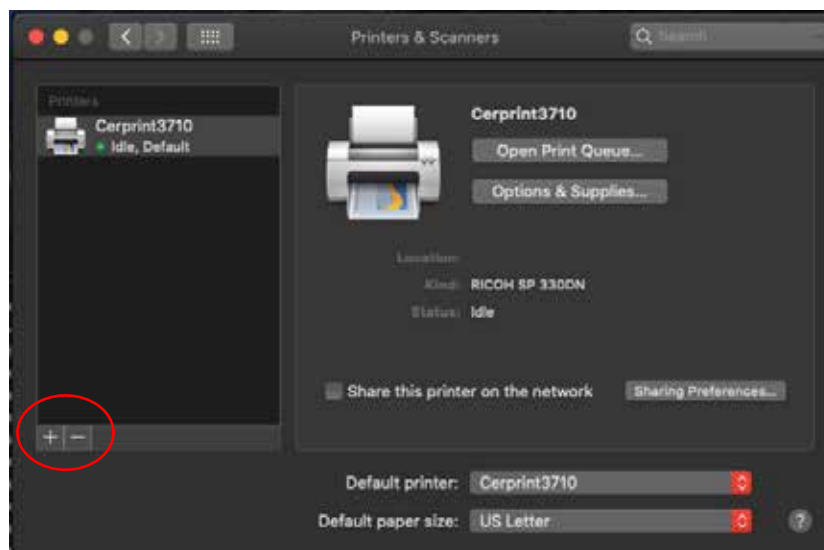 Printers & Scanners
Search
Printers
Cerprint3710
Idle, Default
Cerprint3710
Open Print Queue...
Options & Supplies...
Location:
Kind: RICOH SP 330DN
Status: Idle
Share this printer on the network
Sharing Preferences...
+ −
Default printer: Cerprint3710
Default paper size: US Letter
?